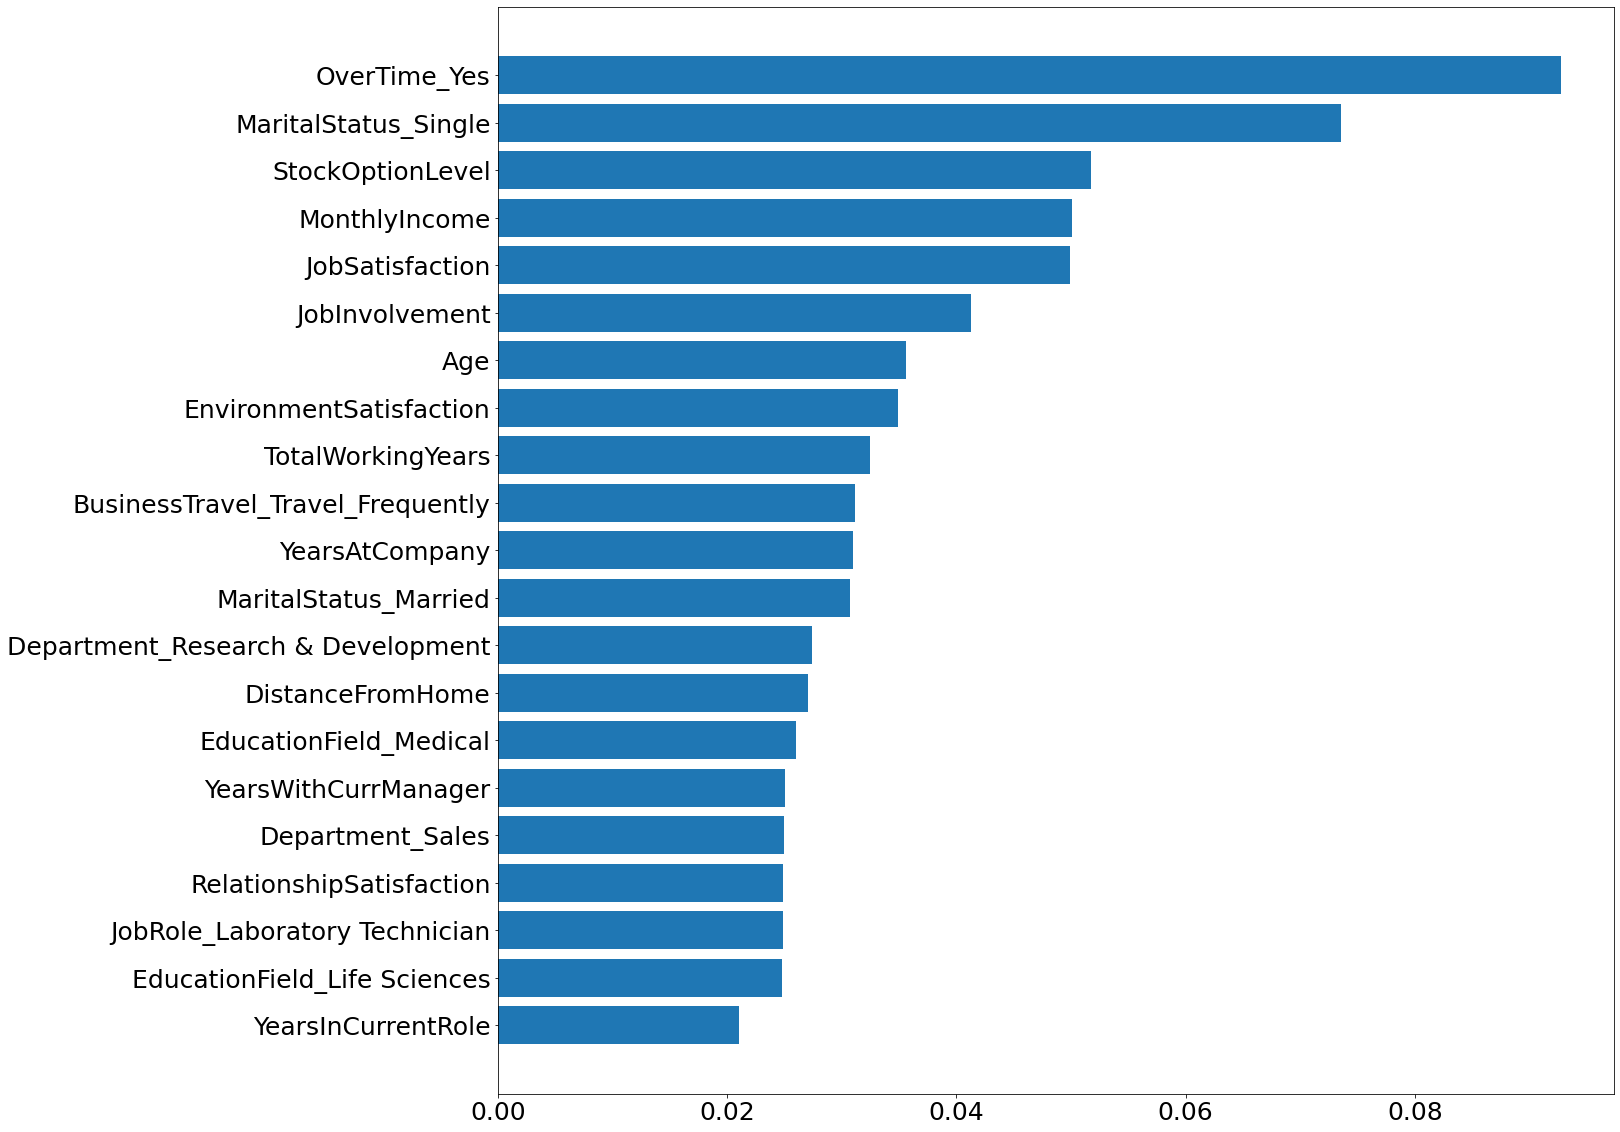 OverTime_Yes
MaritalStatus_Single
StockOptionLevel
MonthlyIncome
JobSatisfaction
JobInvolvement
Age
EnvironmentSatisfaction
TotalWorkingYears
BusinessTravel_Travel_Frequently
YearsAtCompany
MaritalStatus_Married
Department_Research & Development
DistanceFromHome
EducationField_Medical
YearsWithCurrManager
Department_Sales
RelationshipSatisfaction
JobRole_Laboratory Technician
EducationField_Life Sciences
YearsInCurrentRole
0.00 0.02 0.04 0.06 0.08